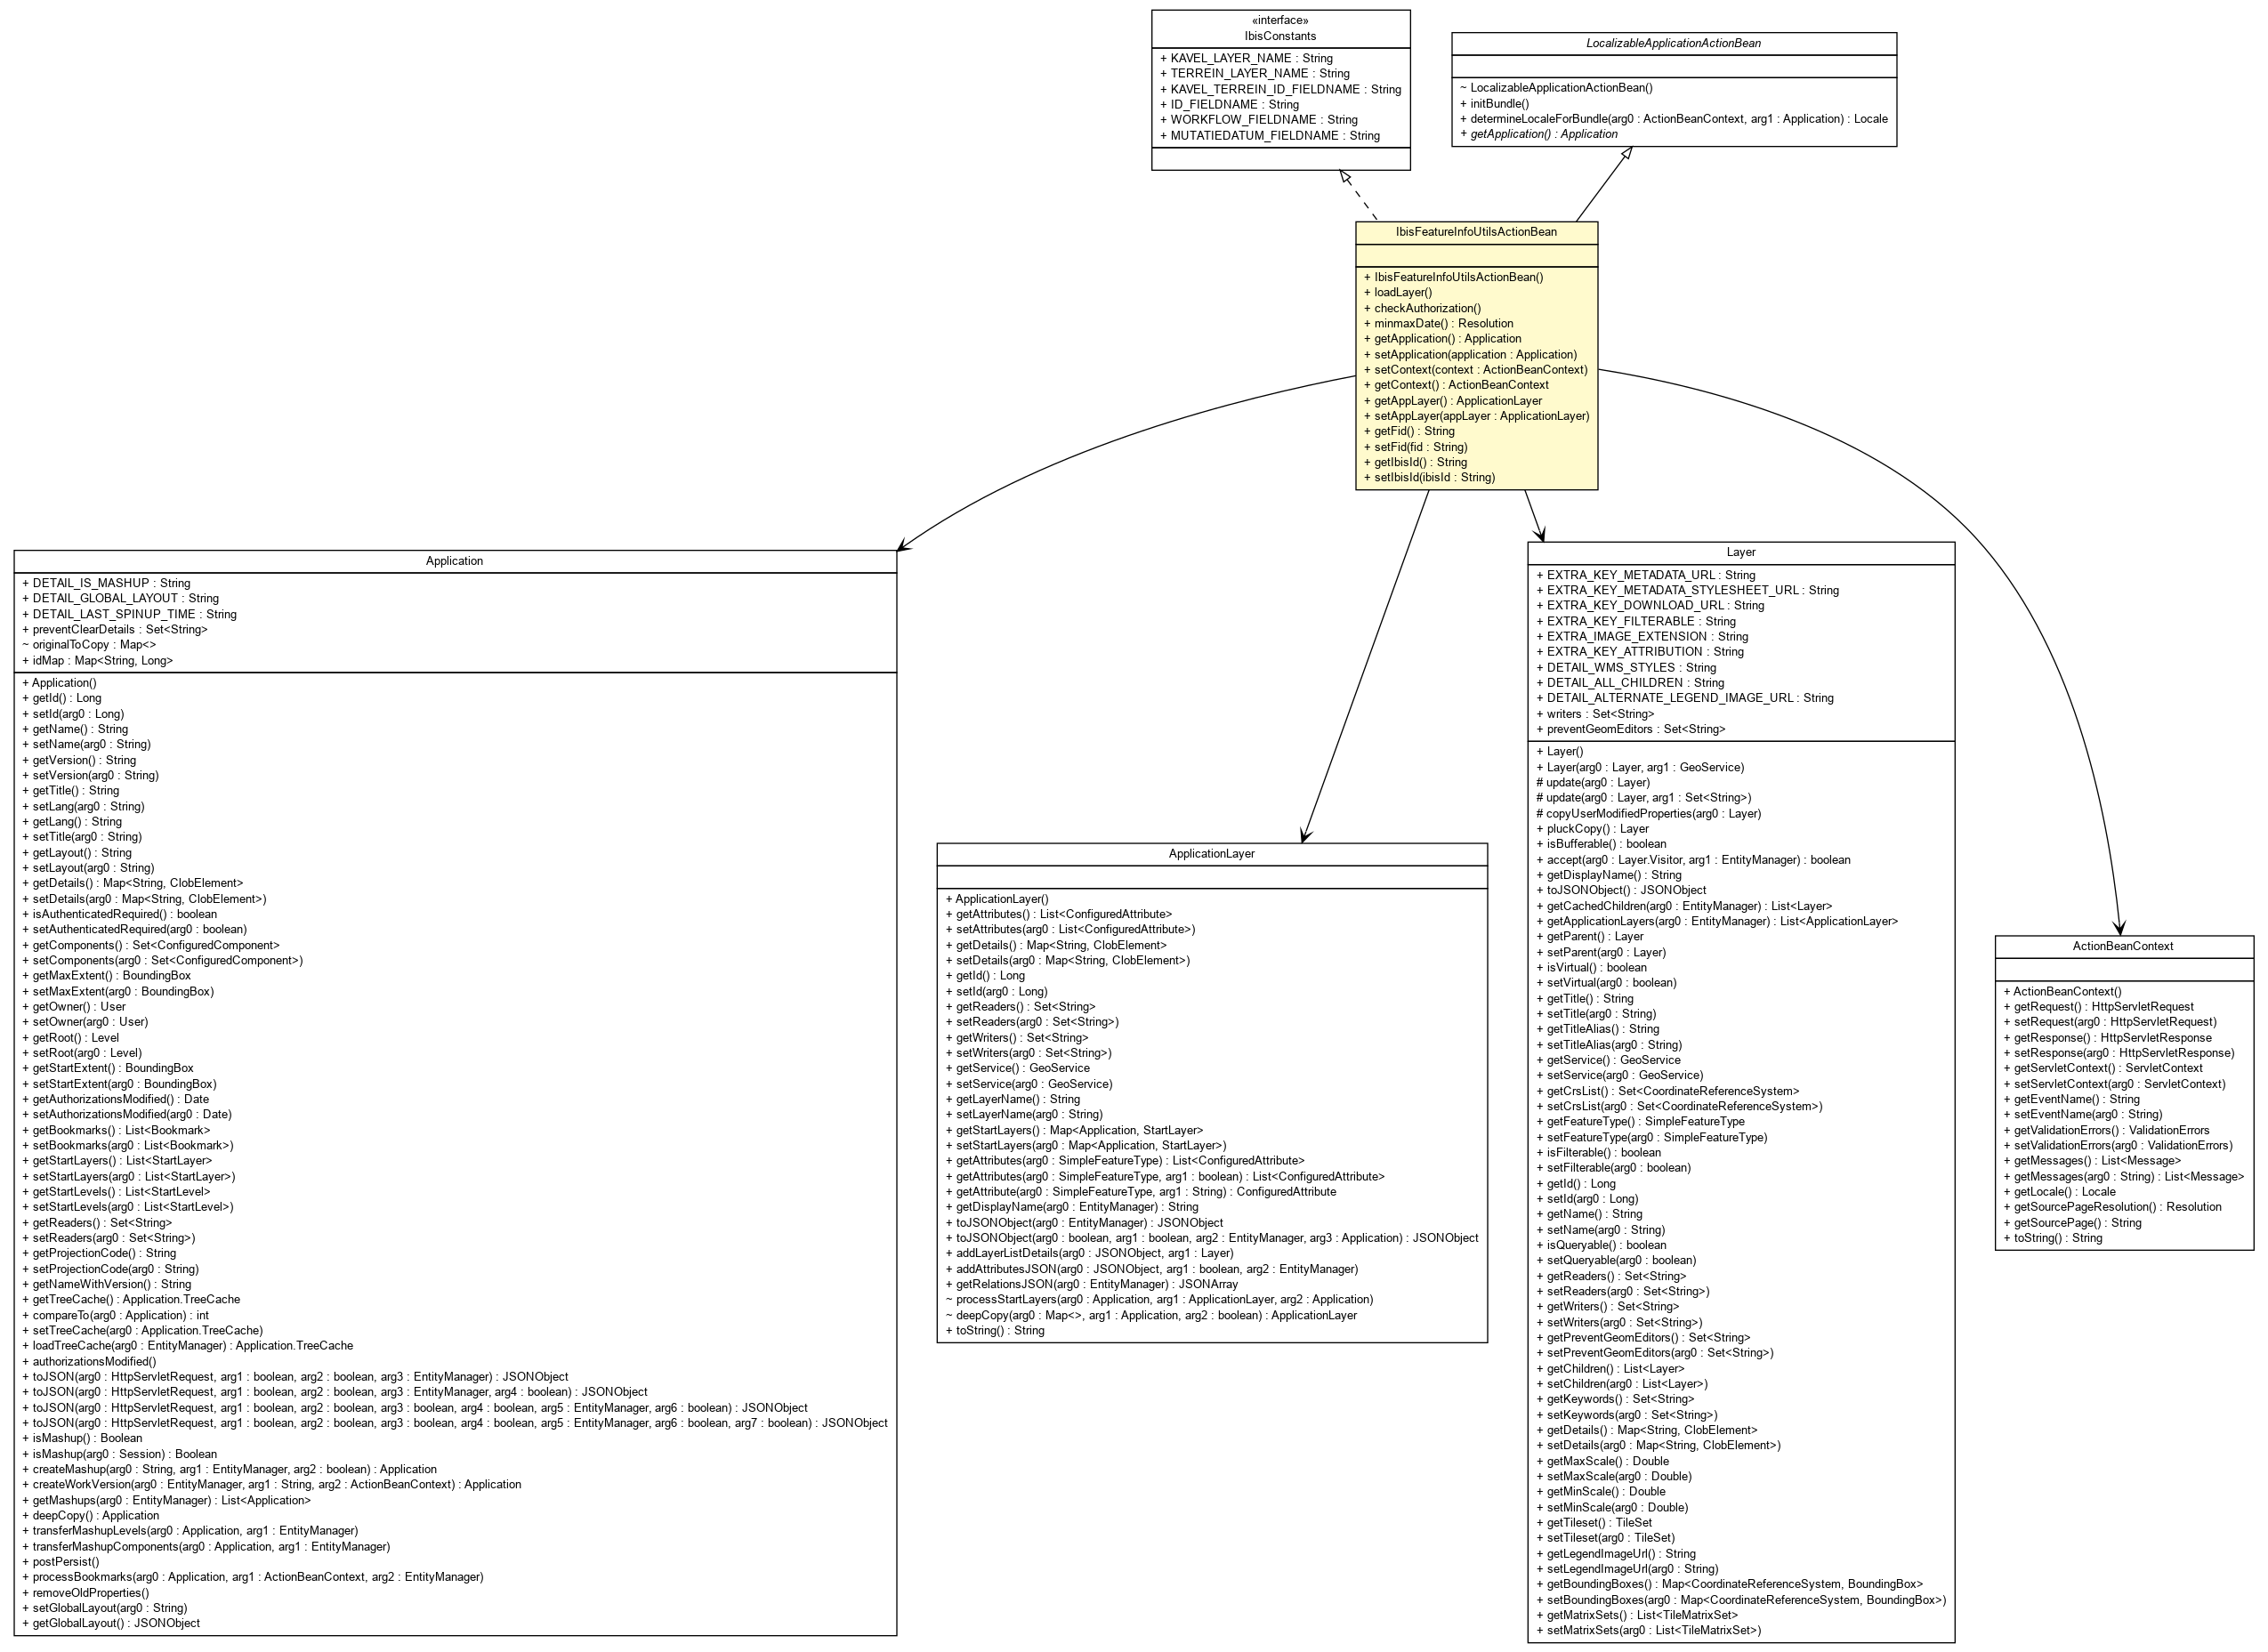 «interface»
IbisConstants
+ KAVEL_LAYER_NAME : String
+ TERREIN_LAYER_NAME : String
+ KAVEL_TERREIN_ID_FIELDNAME : String
+ ID_FIELDNAME : String
+ WORKFLOW_FIELDNAME : String
+ MUTATIEDATUM_FIELDNAME : String
LocalizableApplicationActionBean
~ LocalizableApplicationActionBean()
+ initBundle()
+ determineLocaleForBundle(arg0 : ActionBeanContext, arg1 : Application) : Locale
+ getApplication() : Application
IbisFeatureInfoUtilsActionBean
+ IbisFeatureInfoUtilsActionBean()
+ loadLayer()
+ checkAuthorization()
+ minmaxDate() : Resolution
+ getApplication() : Application
+ setApplication(application : Application)
+ setContext(context : ActionBeanContext)
+ getContext() : ActionBeanContext
+ getAppLayer() : ApplicationLayer
+ setAppLayer(appLayer : ApplicationLayer)
+ getFid() : String
+ setFid(fid : String)
+ getIbisId() : String
+ setIbisId(ibisId : String)
Application
+ DETAIL_IS_MASHUP : String
+ DETAIL_GLOBAL_LAYOUT : String
+ DETAIL_LAST_SPINUP_TIME : String
+ preventClearDetails : Set<String>
~ originalToCopy : Map<>
+ idMap : Map<String, Long>
+ Application()
+ getId() : Long
+ setId(arg0 : Long)
+ getName() : String
+ setName(arg0 : String)
+ getVersion() : String
+ setVersion(arg0 : String)
+ getTitle() : String
+ setLang(arg0 : String)
+ getLang() : String
+ setTitle(arg0 : String)
+ getLayout() : String
+ setLayout(arg0 : String)
+ getDetails() : Map<String, ClobElement>
+ setDetails(arg0 : Map<String, ClobElement>)
+ isAuthenticatedRequired() : boolean
+ setAuthenticatedRequired(arg0 : boolean)
+ getComponents() : Set<ConfiguredComponent>
+ setComponents(arg0 : Set<ConfiguredComponent>)
+ getMaxExtent() : BoundingBox
+ setMaxExtent(arg0 : BoundingBox)
+ getOwner() : User
+ setOwner(arg0 : User)
+ getRoot() : Level
+ setRoot(arg0 : Level)
+ getStartExtent() : BoundingBox
+ setStartExtent(arg0 : BoundingBox)
+ getAuthorizationsModified() : Date
+ setAuthorizationsModified(arg0 : Date)
+ getBookmarks() : List<Bookmark>
+ setBookmarks(arg0 : List<Bookmark>)
+ getStartLayers() : List<StartLayer>
+ setStartLayers(arg0 : List<StartLayer>)
+ getStartLevels() : List<StartLevel>
+ setStartLevels(arg0 : List<StartLevel>)
+ getReaders() : Set<String>
+ setReaders(arg0 : Set<String>)
+ getProjectionCode() : String
+ setProjectionCode(arg0 : String)
+ getNameWithVersion() : String
+ getTreeCache() : Application.TreeCache
+ compareTo(arg0 : Application) : int
+ setTreeCache(arg0 : Application.TreeCache)
+ loadTreeCache(arg0 : EntityManager) : Application.TreeCache
+ authorizationsModified()
+ toJSON(arg0 : HttpServletRequest, arg1 : boolean, arg2 : boolean, arg3 : EntityManager) : JSONObject
+ toJSON(arg0 : HttpServletRequest, arg1 : boolean, arg2 : boolean, arg3 : EntityManager, arg4 : boolean) : JSONObject
+ toJSON(arg0 : HttpServletRequest, arg1 : boolean, arg2 : boolean, arg3 : boolean, arg4 : boolean, arg5 : EntityManager, arg6 : boolean) : JSONObject
+ toJSON(arg0 : HttpServletRequest, arg1 : boolean, arg2 : boolean, arg3 : boolean, arg4 : boolean, arg5 : EntityManager, arg6 : boolean, arg7 : boolean) : JSONObject
+ isMashup() : Boolean
+ isMashup(arg0 : Session) : Boolean
+ createMashup(arg0 : String, arg1 : EntityManager, arg2 : boolean) : Application
+ createWorkVersion(arg0 : EntityManager, arg1 : String, arg2 : ActionBeanContext) : Application
+ getMashups(arg0 : EntityManager) : List<Application>
+ deepCopy() : Application
+ transferMashupLevels(arg0 : Application, arg1 : EntityManager)
+ transferMashupComponents(arg0 : Application, arg1 : EntityManager)
+ postPersist()
+ processBookmarks(arg0 : Application, arg1 : ActionBeanContext, arg2 : EntityManager)
+ removeOldProperties()
+ setGlobalLayout(arg0 : String)
+ getGlobalLayout() : JSONObject
ApplicationLayer
+ ApplicationLayer()
+ getAttributes() : List<ConfiguredAttribute>
+ setAttributes(arg0 : List<ConfiguredAttribute>)
+ getDetails() : Map<String, ClobElement>
+ setDetails(arg0 : Map<String, ClobElement>)
+ getId() : Long
+ setId(arg0 : Long)
+ getReaders() : Set<String>
+ setReaders(arg0 : Set<String>)
+ getWriters() : Set<String>
+ setWriters(arg0 : Set<String>)
+ getService() : GeoService
+ setService(arg0 : GeoService)
+ getLayerName() : String
+ setLayerName(arg0 : String)
+ getStartLayers() : Map<Application, StartLayer>
+ setStartLayers(arg0 : Map<Application, StartLayer>)
+ getAttributes(arg0 : SimpleFeatureType) : List<ConfiguredAttribute>
+ getAttributes(arg0 : SimpleFeatureType, arg1 : boolean) : List<ConfiguredAttribute>
+ getAttribute(arg0 : SimpleFeatureType, arg1 : String) : ConfiguredAttribute
+ getDisplayName(arg0 : EntityManager) : String
+ toJSONObject(arg0 : EntityManager) : JSONObject
+ toJSONObject(arg0 : boolean, arg1 : boolean, arg2 : EntityManager, arg3 : Application) : JSONObject
+ addLayerListDetails(arg0 : JSONObject, arg1 : Layer)
+ addAttributesJSON(arg0 : JSONObject, arg1 : boolean, arg2 : EntityManager)
+ getRelationsJSON(arg0 : EntityManager) : JSONArray
~ processStartLayers(arg0 : Application, arg1 : ApplicationLayer, arg2 : Application)
~ deepCopy(arg0 : Map<>, arg1 : Application, arg2 : boolean) : ApplicationLayer
+ toString() : String
Layer
+ EXTRA_KEY_METADATA_URL : String
+ EXTRA_KEY_METADATA_STYLESHEET_URL : String
+ EXTRA_KEY_DOWNLOAD_URL : String
+ EXTRA_KEY_FILTERABLE : String
+ EXTRA_IMAGE_EXTENSION : String
+ EXTRA_KEY_ATTRIBUTION : String
+ DETAIL_WMS_STYLES : String
+ DETAIL_ALL_CHILDREN : String
+ DETAIL_ALTERNATE_LEGEND_IMAGE_URL : String
+ writers : Set<String>
+ preventGeomEditors : Set<String>
+ Layer()
+ Layer(arg0 : Layer, arg1 : GeoService)
# update(arg0 : Layer)
# update(arg0 : Layer, arg1 : Set<String>)
# copyUserModifiedProperties(arg0 : Layer)
+ pluckCopy() : Layer
+ isBufferable() : boolean
+ accept(arg0 : Layer.Visitor, arg1 : EntityManager) : boolean
+ getDisplayName() : String
+ toJSONObject() : JSONObject
+ getCachedChildren(arg0 : EntityManager) : List<Layer>
+ getApplicationLayers(arg0 : EntityManager) : List<ApplicationLayer>
+ getParent() : Layer
+ setParent(arg0 : Layer)
+ isVirtual() : boolean
+ setVirtual(arg0 : boolean)
+ getTitle() : String
+ setTitle(arg0 : String)
+ getTitleAlias() : String
+ setTitleAlias(arg0 : String)
+ getService() : GeoService
+ setService(arg0 : GeoService)
+ getCrsList() : Set<CoordinateReferenceSystem>
+ setCrsList(arg0 : Set<CoordinateReferenceSystem>)
+ getFeatureType() : SimpleFeatureType
+ setFeatureType(arg0 : SimpleFeatureType)
+ isFilterable() : boolean
+ setFilterable(arg0 : boolean)
+ getId() : Long
+ setId(arg0 : Long)
+ getName() : String
+ setName(arg0 : String)
+ isQueryable() : boolean
+ setQueryable(arg0 : boolean)
+ getReaders() : Set<String>
+ setReaders(arg0 : Set<String>)
+ getWriters() : Set<String>
+ setWriters(arg0 : Set<String>)
+ getPreventGeomEditors() : Set<String>
+ setPreventGeomEditors(arg0 : Set<String>)
+ getChildren() : List<Layer>
+ setChildren(arg0 : List<Layer>)
+ getKeywords() : Set<String>
+ setKeywords(arg0 : Set<String>)
+ getDetails() : Map<String, ClobElement>
+ setDetails(arg0 : Map<String, ClobElement>)
+ getMaxScale() : Double
+ setMaxScale(arg0 : Double)
+ getMinScale() : Double
+ setMinScale(arg0 : Double)
+ getTileset() : TileSet
+ setTileset(arg0 : TileSet)
+ getLegendImageUrl() : String
+ setLegendImageUrl(arg0 : String)
+ getBoundingBoxes() : Map<CoordinateReferenceSystem, BoundingBox>
+ setBoundingBoxes(arg0 : Map<CoordinateReferenceSystem, BoundingBox>)
+ getMatrixSets() : List<TileMatrixSet>
+ setMatrixSets(arg0 : List<TileMatrixSet>)
ActionBeanContext
+ ActionBeanContext()
+ getRequest() : HttpServletRequest
+ setRequest(arg0 : HttpServletRequest)
+ getResponse() : HttpServletResponse
+ setResponse(arg0 : HttpServletResponse)
+ getServletContext() : ServletContext
+ setServletContext(arg0 : ServletContext)
+ getEventName() : String
+ setEventName(arg0 : String)
+ getValidationErrors() : ValidationErrors
+ setValidationErrors(arg0 : ValidationErrors)
+ getMessages() : List<Message>
+ getMessages(arg0 : String) : List<Message>
+ getLocale() : Locale
+ getSourcePageResolution() : Resolution
+ getSourcePage() : String
+ toString() : String